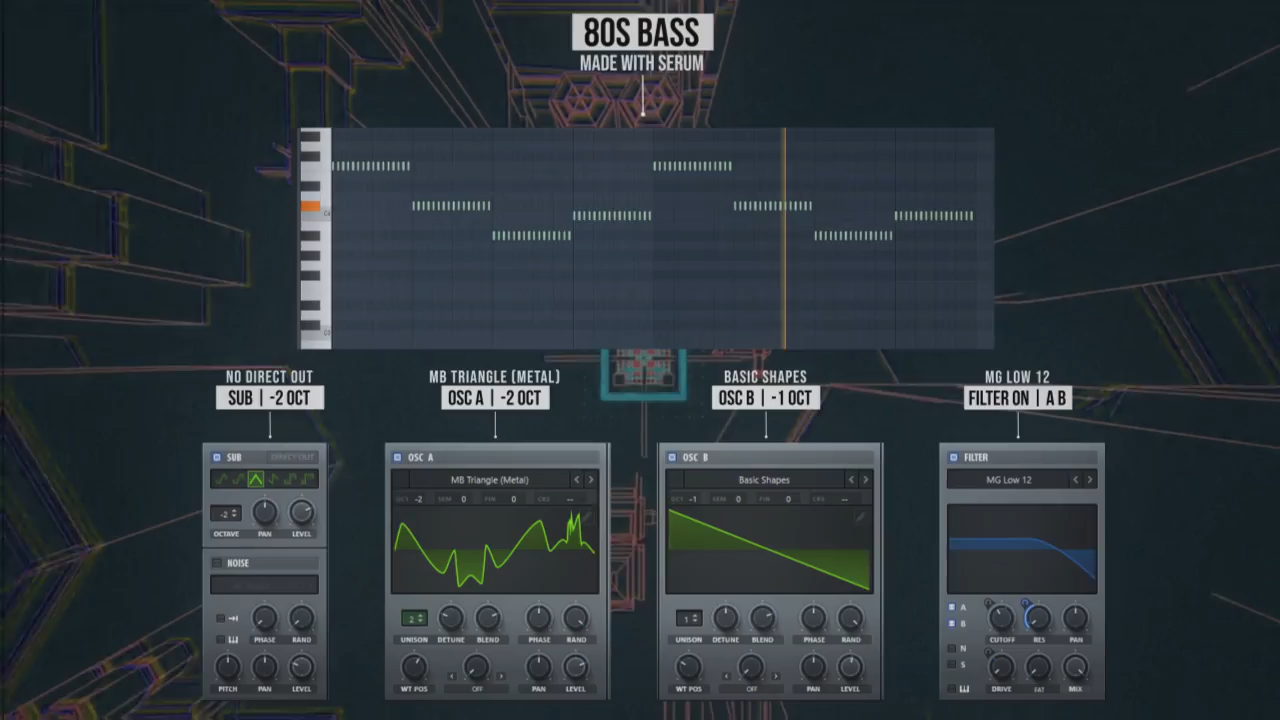 80S BASS
MADE WITH SERUM
NO DIRECT OUT
SUB | -2 OCT
MB TRIANGLE (METAL)
OSC A | -2 OCT
BASIC SHAPES
OSC B | -1 OCT
MG LOW 12
FILTER ON | A B
SUB DIRECT OUT
-2
OCTAVE PAN LEVEL
NOISE
PHASE RAND
PITCH PAN LEVEL
OSC A
MB Triangle (Metal) < >
OCT -2 SEM 0 FIN 0 CRS --
2
UNISON DETUNE BLEND PHASE RAND
WT POS OFF PAN LEVEL
OSC B
Basic Shapes < >
OCT -1 SEM 0 FIN 0 CRS --
1
UNISON DETUNE BLEND PHASE RAND
WT POS OFF PAN LEVEL
FILTER
MG Low 12 < >
A
B
CUTOFF RES PAN
N
S
DRIVE FAT MIX